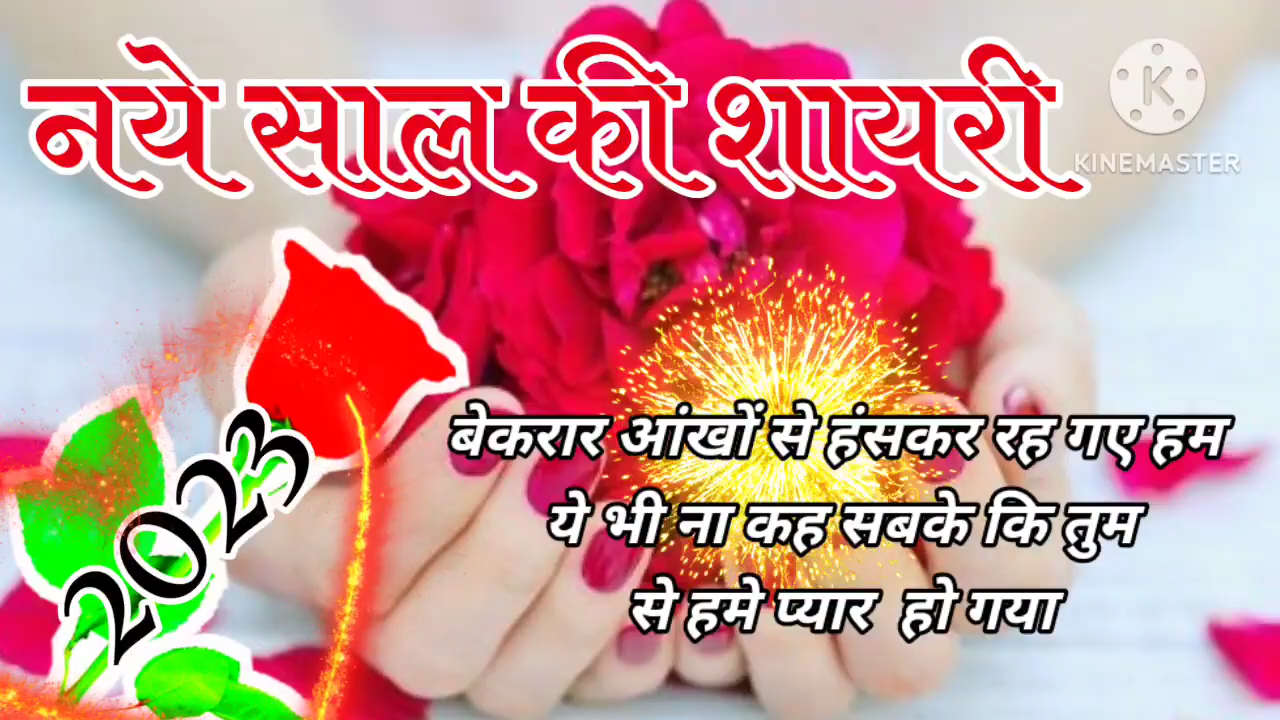 नये साल की शायरी
KINEMASTER
2023
बेकरार आंखों से हंसकर रह गए हम
ये भी ना कह सबके कि तुम
से हमे प्यार हो गया